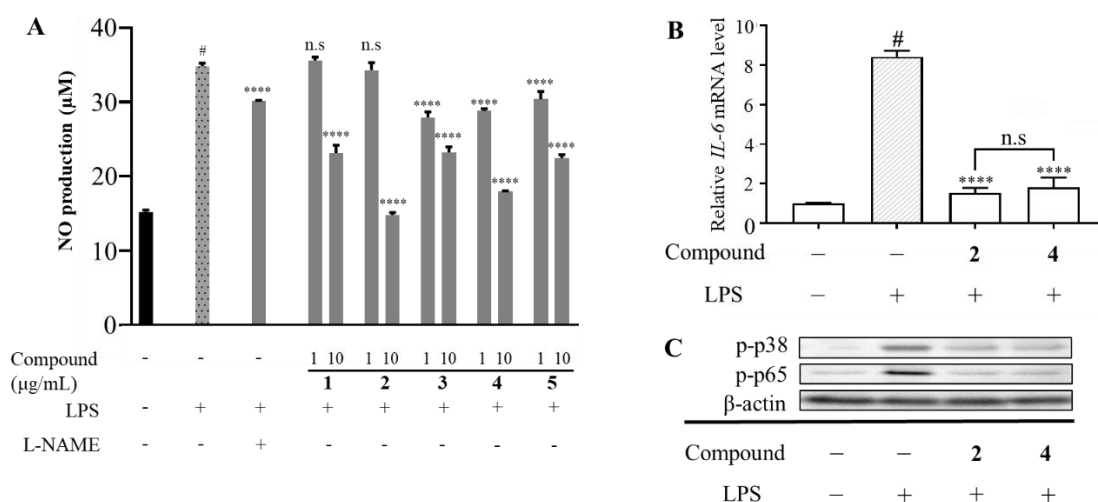 A
NO production (μM)
40
30
20
10
0
#
****
n.s
****
n.s
****
****
****
****
****
****
****
Compound - - - 1 10 1 10 1 10 1 10 1 10
(μg/mL) 1 2 3 4 5
LPS - + + + + + + +
L-NAME - - + - - - - -
B
Relative IL-6 mRNA level
10
8
6
4
2
0
#
n.s
****
****
Compound − − 2 4
LPS − + + +
C
p-p38
p-p65
β-actin
Compound − − 2 4
LPS − + + +